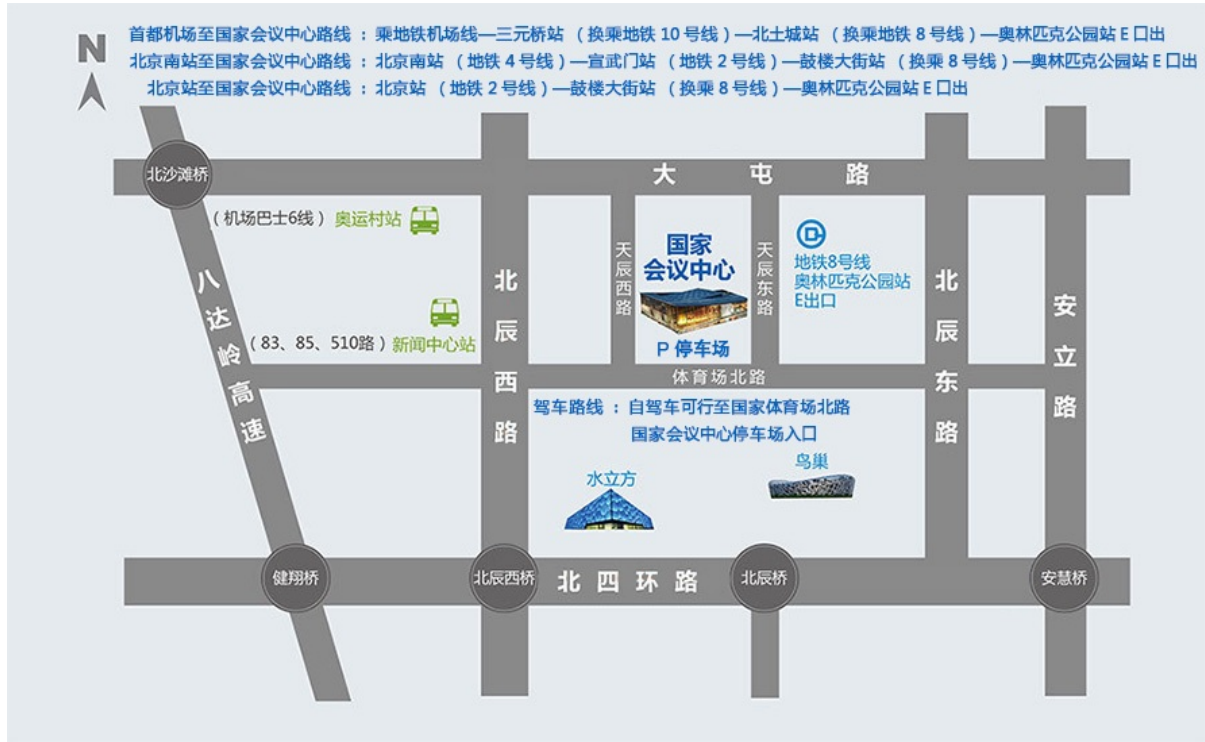 N
首都机场至国家会议中心路线 : 乘地铁机场线—三元桥站 (换乘地铁 10 号线)—北土城站 (换乘地铁 8 号线)—奥林匹克公园站 E 口出
北京南站至国家会议中心路线 : 北京南站 (地铁 4 号线)—宣武门站 (地铁 2 号线)—鼓楼大街站 (换乘 8 号线)—奥林匹克公园站 E 口出
北京站至国家会议中心路线 : 北京站 (地铁 2 号线)—鼓楼大街站 (换乘 8 号线)—奥林匹克公园站 E 口出
北沙滩桥
大屯路
(机场巴士6线) 奥运村站
八达岭高速
北辰西路
天辰西路
国家
会议中心
P 停车场
天辰东路
地铁8号线
奥林匹克公园站
E出口
北辰东路
安立路
(83、85、510路) 新闻中心站
体育场北路
驾车路线 : 自驾车可行至国家体育场北路
国家会议中心停车场入口
水立方
鸟巢
健翔桥
北辰西桥
北四环路
北辰桥
安慧桥